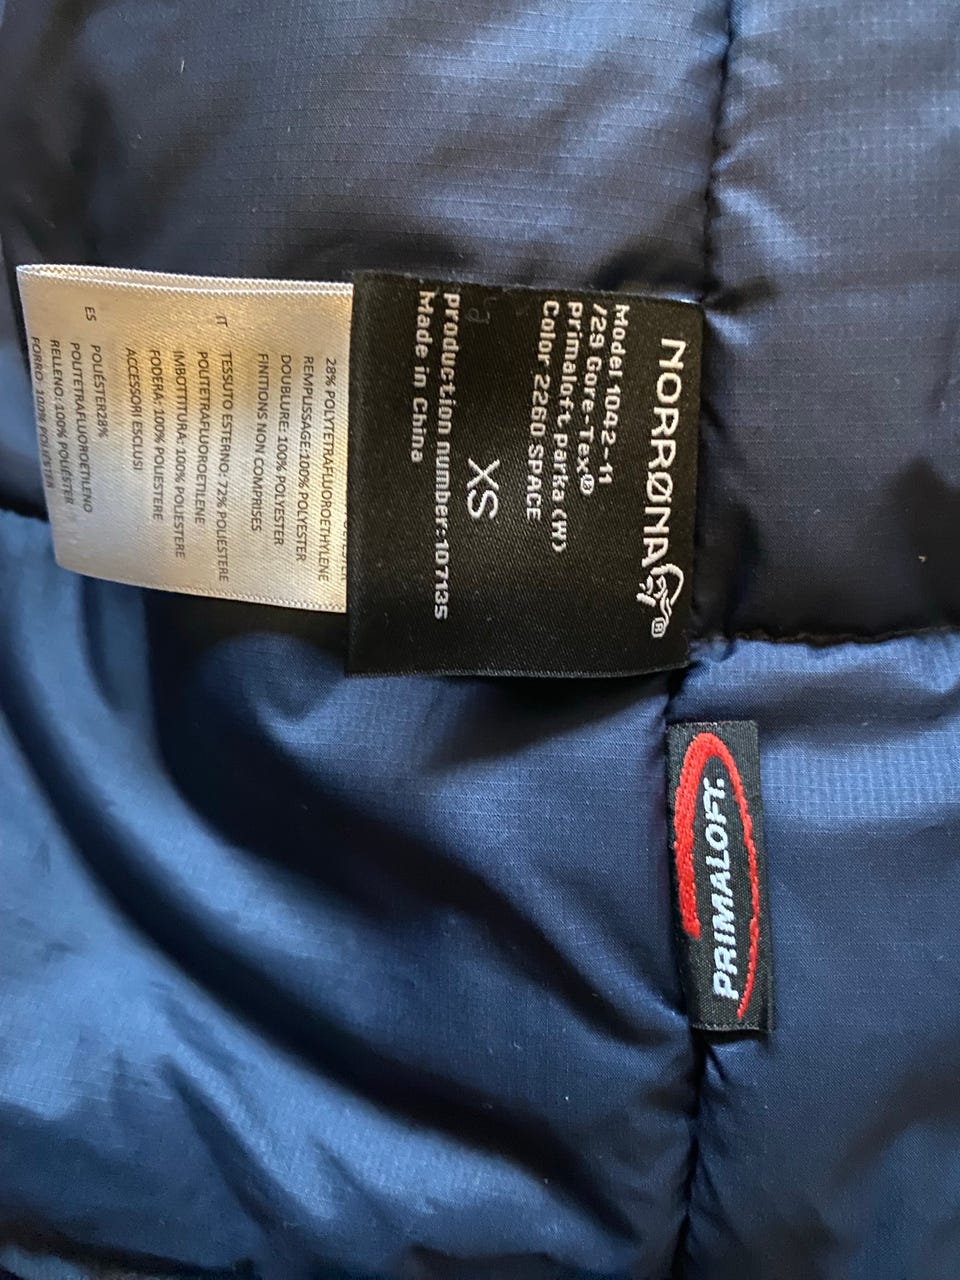 NORRØNA®
Model 1042-11
/29 Gore-Tex®
Primaloft parka (W)
Color 2260 SPACE
XS
production number:107135
Made in China
28% POLYTETRAFLUOROETHYLENE
REMPLISSAGE:100% POLYESTER
DOUBLURE: 100% POLYESTER
FINITIONS NON COMPRISES
IT
TESSUTO ESTERNO; 72% POLIESTERE
POLITETRAFLUOROETILENE
IMBOTTITURA: 100% POLIESTERE
FODERA: 100% POLIESTERE
ACCESSORI ESCLUSI
ES POLIÉSTER28%
POLITETRAFLUOROETILENO
RELLENO: 100% POLIÉSTER
FORRO: 100% POLIÉSTER
PRIMALOFT.